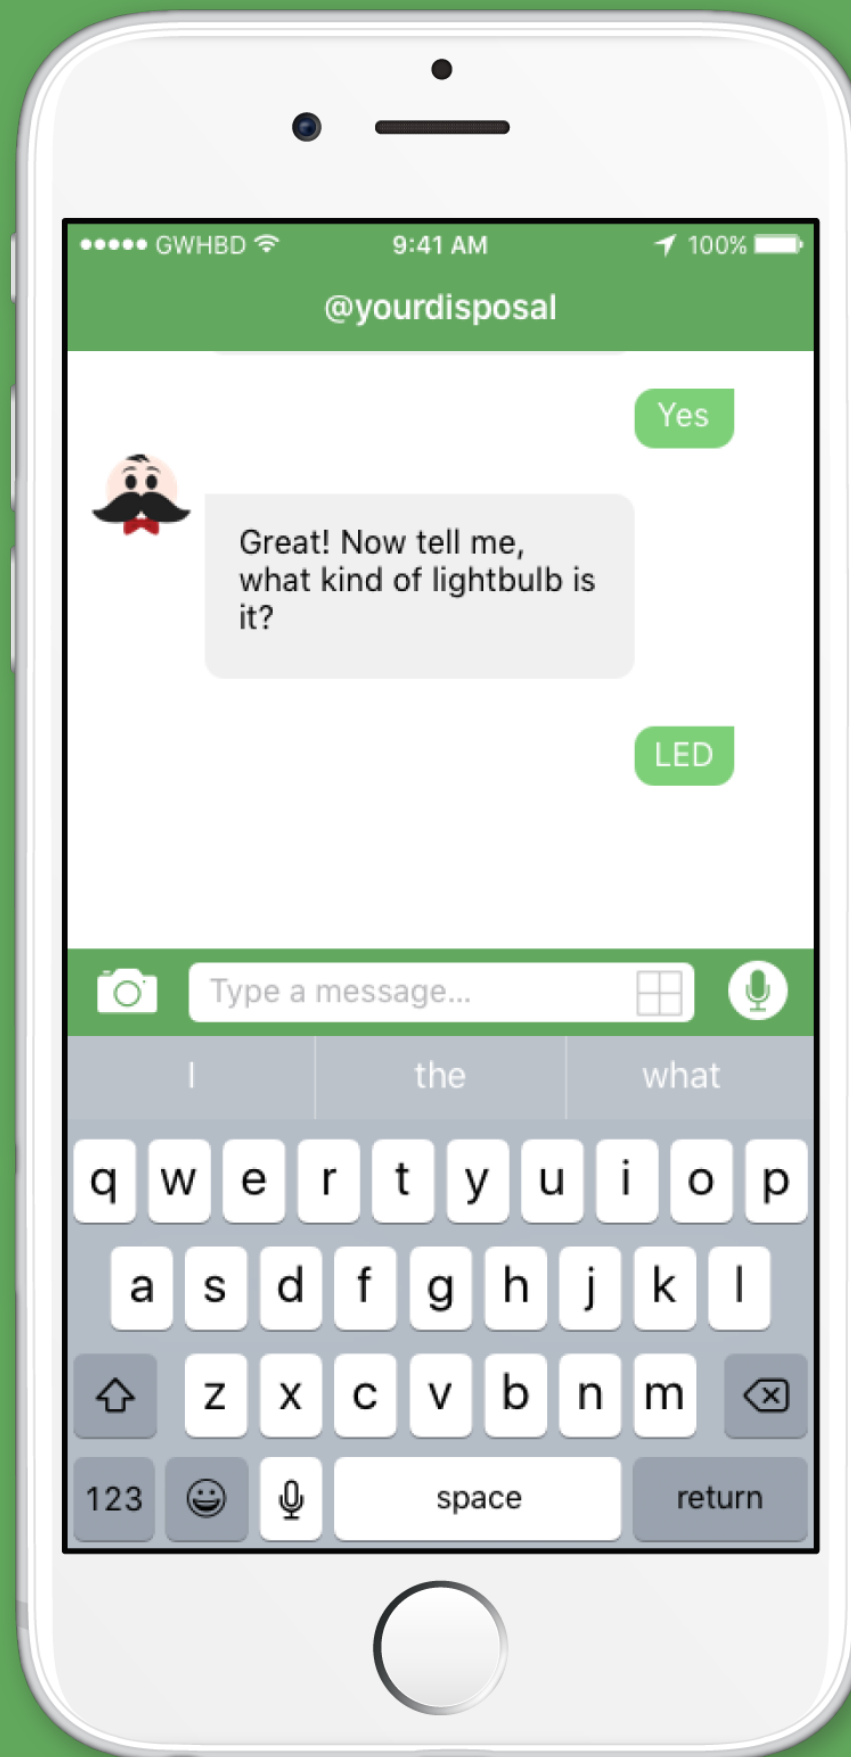 GWHBD 9:41 AM 100%
@yourdisposal
Yes
Great! Now tell me,
what kind of lightbulb is
it?
LED
Type a message...
I the what
q w e r t y u i o p
a s d f g h j k l
z x c v b n m
123 space return